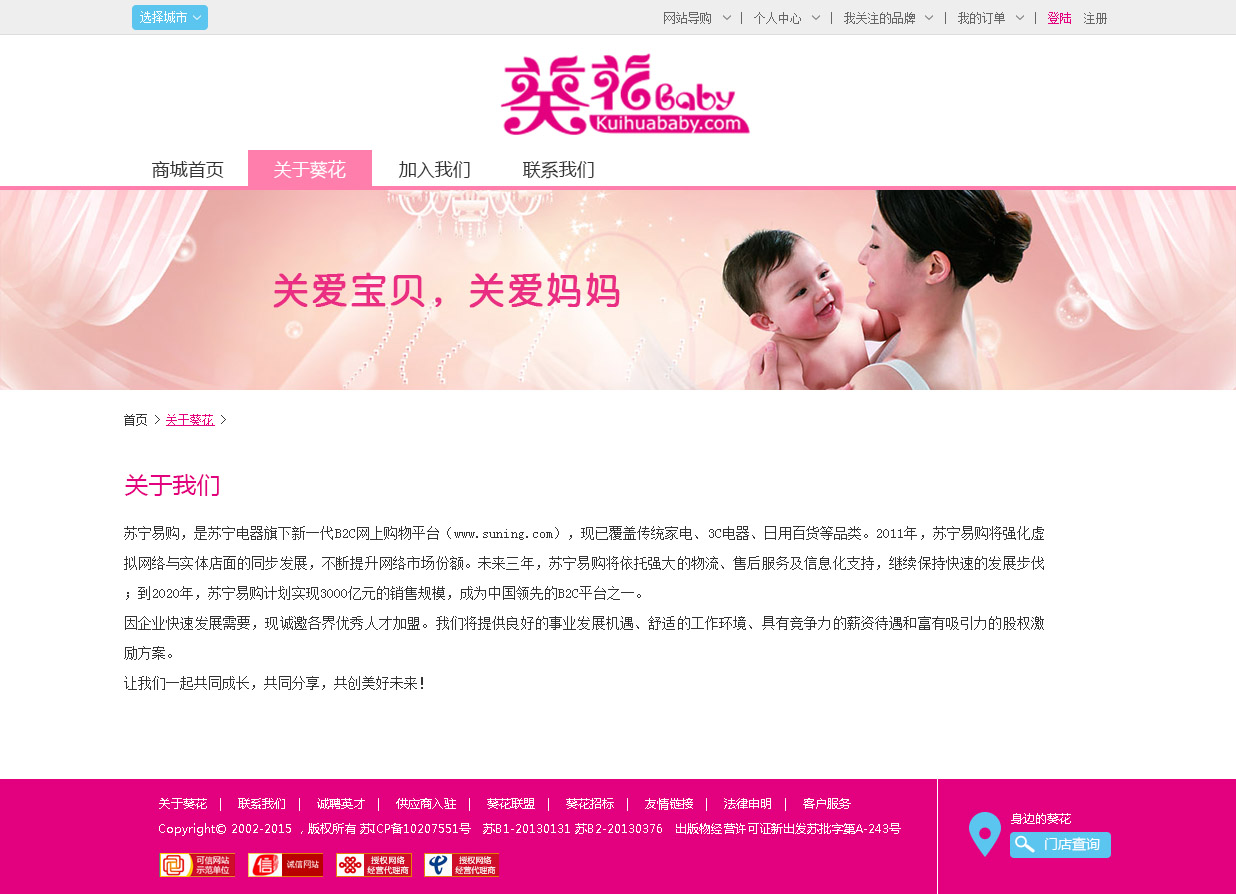 选择城市
网站导购 | 个人中心 | 我关注的品牌 | 我的订单 | 登陆 注册
葵花Baby
Kuihuababy.com
商城首页 关于葵花 加入我们 联系我们
关爱宝贝，关爱妈妈
首页 > 关于葵花 >
关于我们
苏宁易购，是苏宁电器旗下新一代B2C网上购物平台（www.suning.com），现已覆盖传统家电、3C电器、日用百货等品类。2011年，苏宁易购将强化虚
拟网络与实体店面的同步发展，不断提升网络市场份额。未来三年，苏宁易购将依托强大的物流、售后服务及信息化支持，继续保持快速的发展步伐
；到2020年，苏宁易购计划实现3000亿元的销售规模，成为中国领先的B2C平台之一。
因企业快速发展需要，现诚邀各界优秀人才加盟。我们将提供良好的事业发展机遇、舒适的工作环境、具有竞争力的薪资待遇和富有吸引力的股权激
励方案。
让我们一起共同成长，共同分享，共创美好未来！
关于葵花 | 联系我们 | 诚聘英才 | 供应商入驻 | 葵花联盟 | 葵花招标 | 友情链接 | 法律申明 | 客户服务
Copyright© 2002-2015 ，版权所有 苏ICP备10207551号 苏B1-20130131 苏B2-20130376 出版物经营许可证新出发苏批字第A-243号
可信网站
示范单位
信 诚信网站
授权网络
经营代理商
授权网络
经营代理商
身边的葵花
门店查询